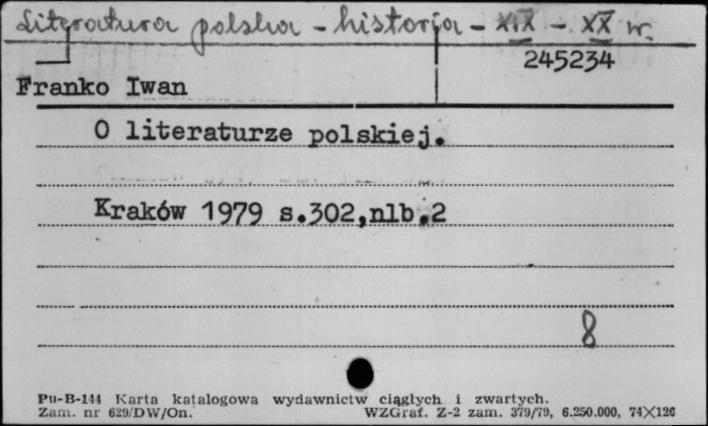 Literatura polska - historja - XIX - XX w.
245234
Franko Iwan
O literaturze polskiej.
Kraków 1979 s.302,nlb.2
8
Pu-B-144 Karta katalogowa wydawnictw ciągłych i zwartych.
Zam. nr 629/DW/On. WZGraf. Z-2 zam. 379/79, 6.250.000, 74X120